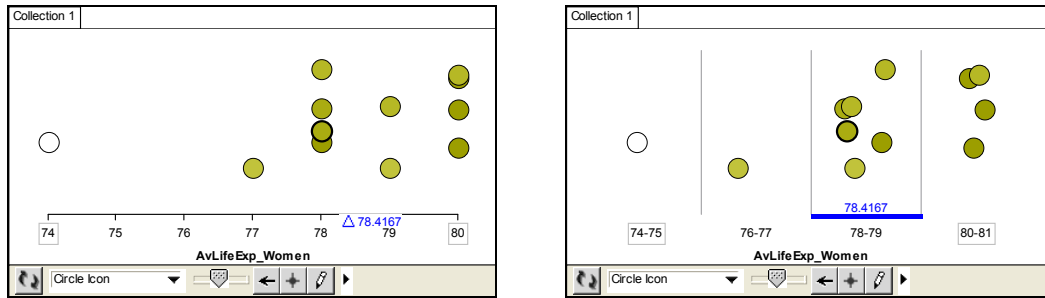 Collection 1
78.4167
74 75 76 77 78 79 80
AvLifeExp_Women
Circle Icon
Collection 1
78.4167
74-75 76-77 78-79 80-81
AvLifeExp_Women
Circle Icon